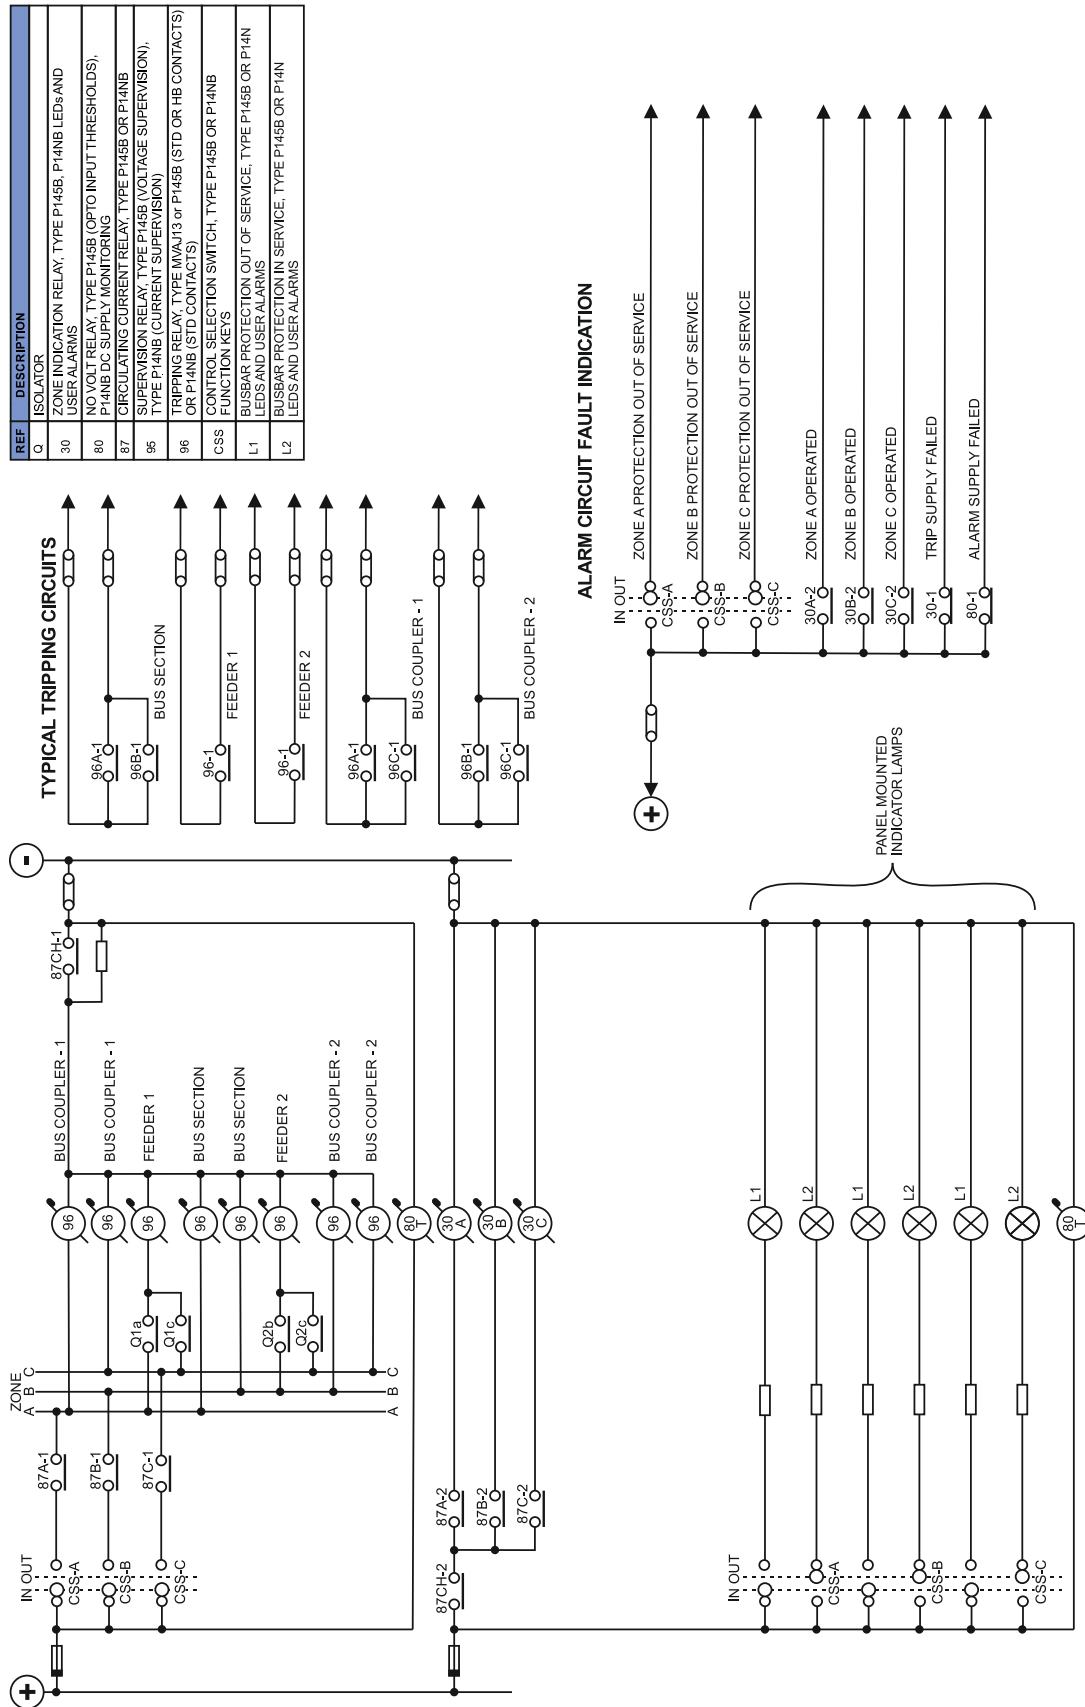 REF DESCRIPTION
Q ISOLATOR
30 ZONE INDICATION RELAY, TYPE P145B, P14NB LEDs AND
USER ALARMS
80 NO VOLT RELAY, TYPE P145B (OPTO INPUT THRESHOLDS),
P14NB DC SUPPLY MONITORING
87 CIRCULATING CURRENT RELAY, TYPE P145B OR P14NB
95 SUPERVISION RELAY, TYPE P145B (VOLTAGE SUPERVISION),
TYPE P14NB (CURRENT SUPERVISION)
96 TRIPPING RELAY, TYPE MVAJ13 or P145B (STD OR HB CONTACTS)
OR P14NB (STD CONTACTS)
CSS CONTROL SELECTION SWITCH, TYPE P145B OR P14NB
FUNCTION KEYS
L1 BUSBAR PROTECTION OUT OF SERVICE, TYPE P145B OR P14N
LEDS AND USER ALARMS
L2 BUSBAR PROTECTION IN SERVICE, TYPE P145B OR P14N
LEDS AND USER ALARMS
TYPICAL TRIPPING CIRCUITS
96A-1
96B-1
BUS SECTION
96-1
FEEDER 1
96-1
FEEDER 2
96A-1
96C-1
BUS COUPLER - 1
96B-1
96C-1
BUS COUPLER - 2
ALARM CIRCUIT FAULT INDICATION
IN OUT
CSS-A
ZONE A PROTECTION OUT OF SERVICE
CSS-B
ZONE B PROTECTION OUT OF SERVICE
CSS-C
ZONE C PROTECTION OUT OF SERVICE
30A-2
ZONE A OPERATED
30B-2
ZONE B OPERATED
30C-2
ZONE C OPERATED
30-1
TRIP SUPPLY FAILED
80-1
ALARM SUPPLY FAILED
+
-
+
IN OUT
CSS-A
CSS-B
CSS-C
87A-1
87B-1
87C-1
ZONE
A B C
A B C
Q1a
Q1c
Q2b
Q2c
96 BUS COUPLER - 1
96 BUS COUPLER - 1
96 FEEDER 1
96 BUS SECTION
96 BUS SECTION
96 FEEDER 2
96 BUS COUPLER - 2
96 BUS COUPLER - 2
80
T
87CH-1
87CH-2
87A-2
87B-2
87C-2
30
A
30
B
30
C
IN OUT
CSS-A
CSS-B
CSS-C
L1
L2
L1
L2
L1
L2
80
T
PANEL MOUNTED
INDICATOR LAMPS